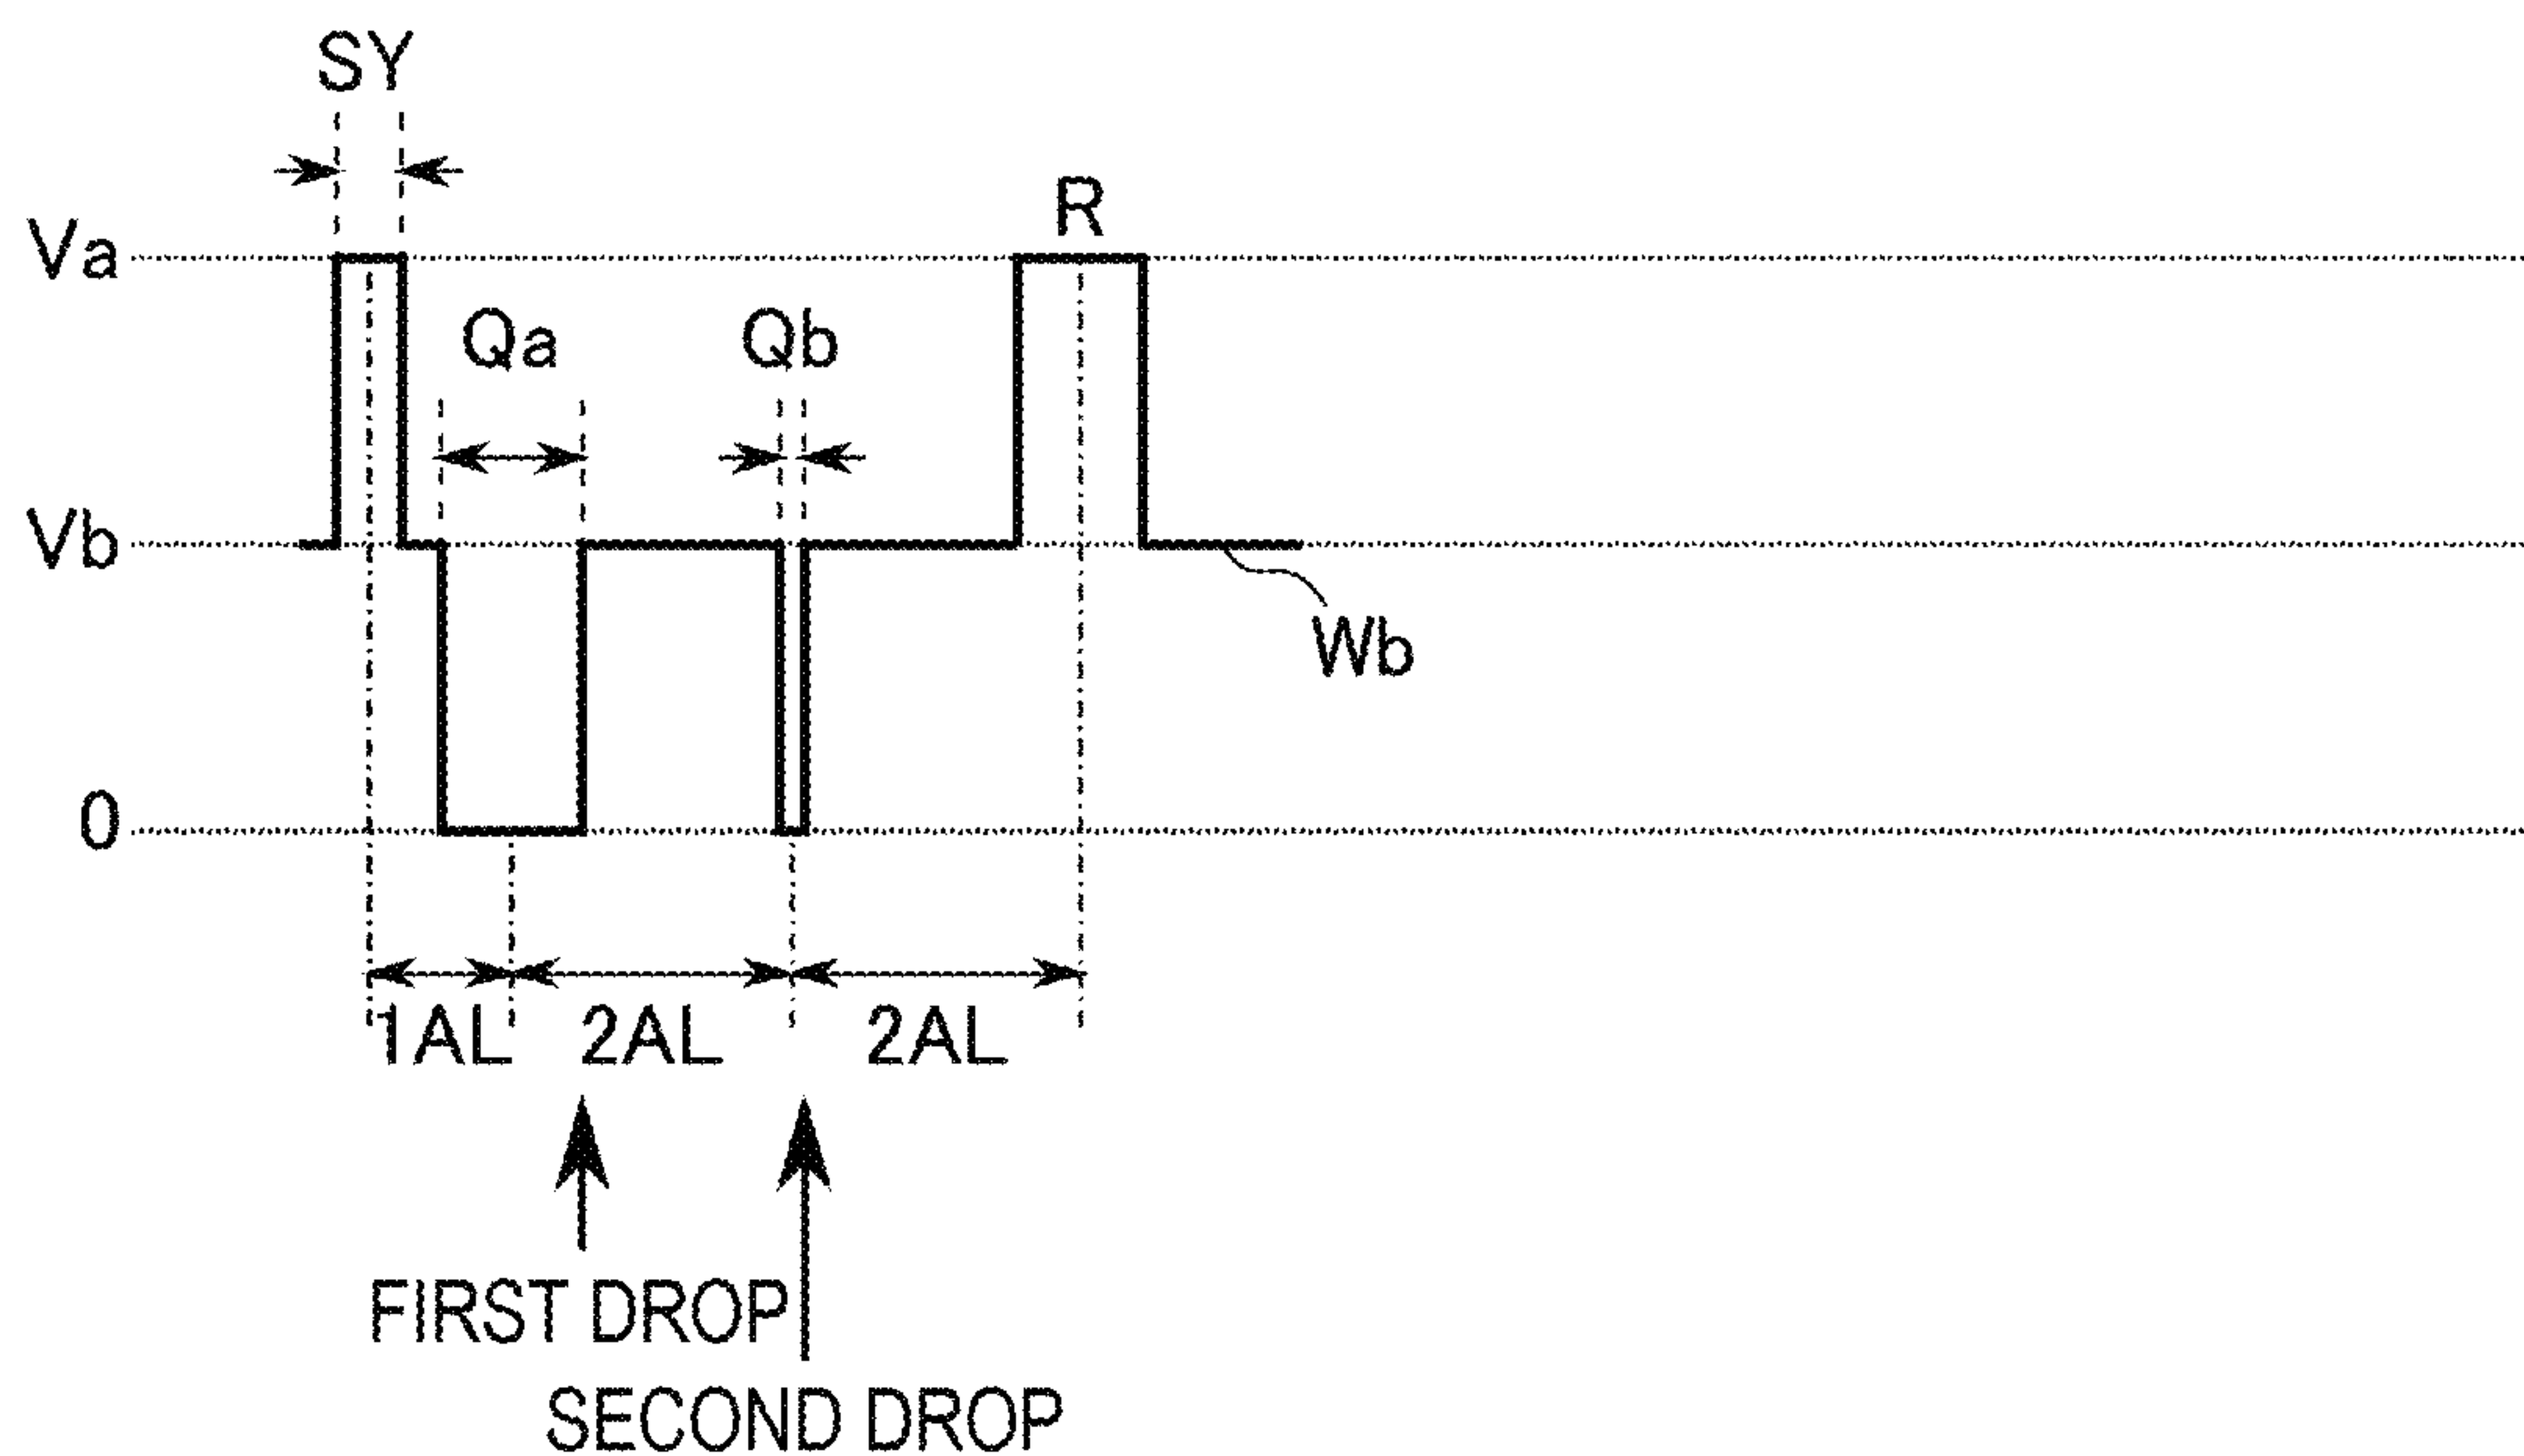 SY
R
Va
Qa Qb
Vb
Wb
0
1AL 2AL 2AL
FIRST DROP
SECOND DROP